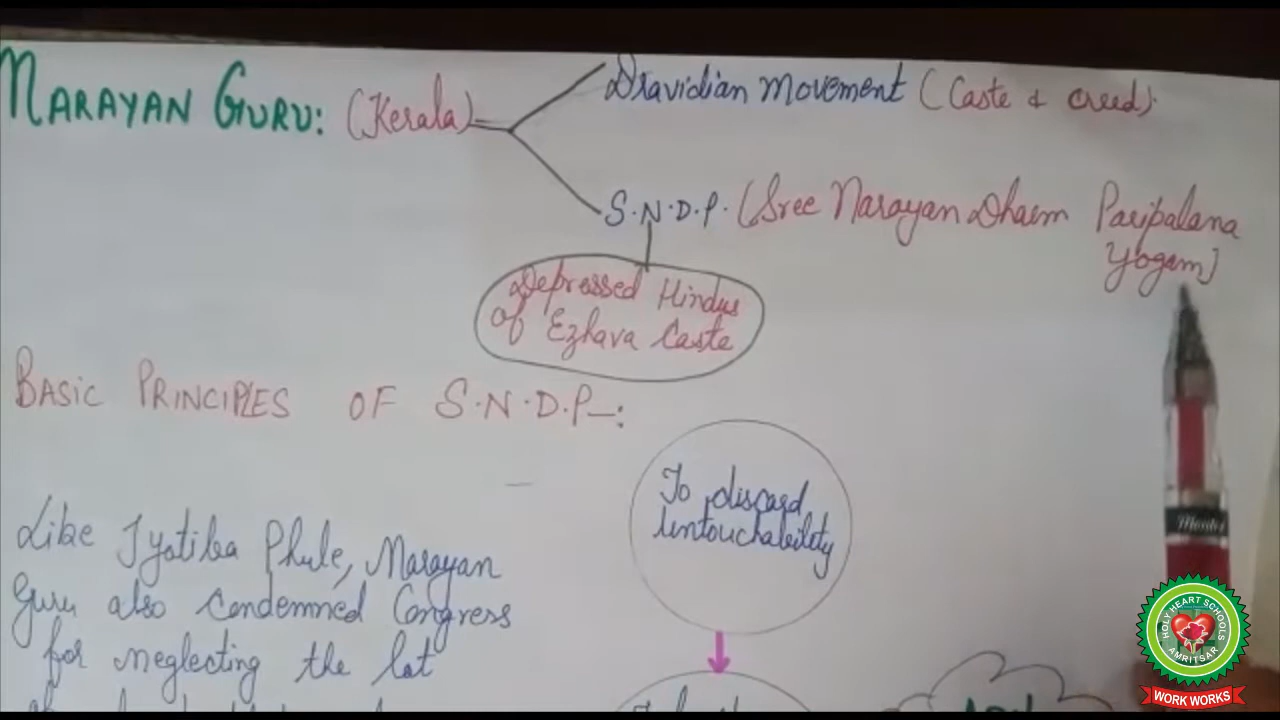 NARAYAN GURU: (Kerala)
Dravidian Movement (Caste & Creed).
S.N.D.P. (Sree Narayan Dharm Paripalana
Yogam)
Depressed Hindus
of Ezhava Caste
BASIC PRINCIPLES OF S.N.D.P-:
To discard
Untouchability
Like Jyotiba Phule, Narayan
Guru also condemned Congress
for neglecting the lot
HOLY HEART SCHOOLS
AMRITSAR
WORK WORKS